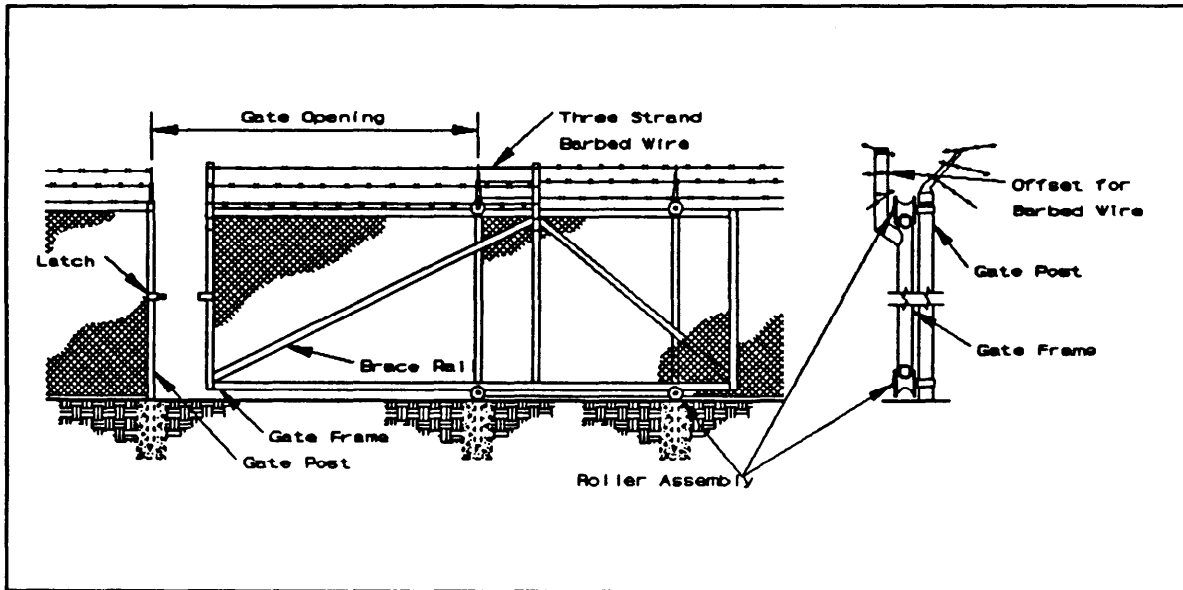 Gate Opening
Three Strand
Barbed Wire
Offset for
Barbed Wire
Latch
Gate Post
Brace Rail
Gate Frame
Gate Frame
Gate Post
Roller Assembly